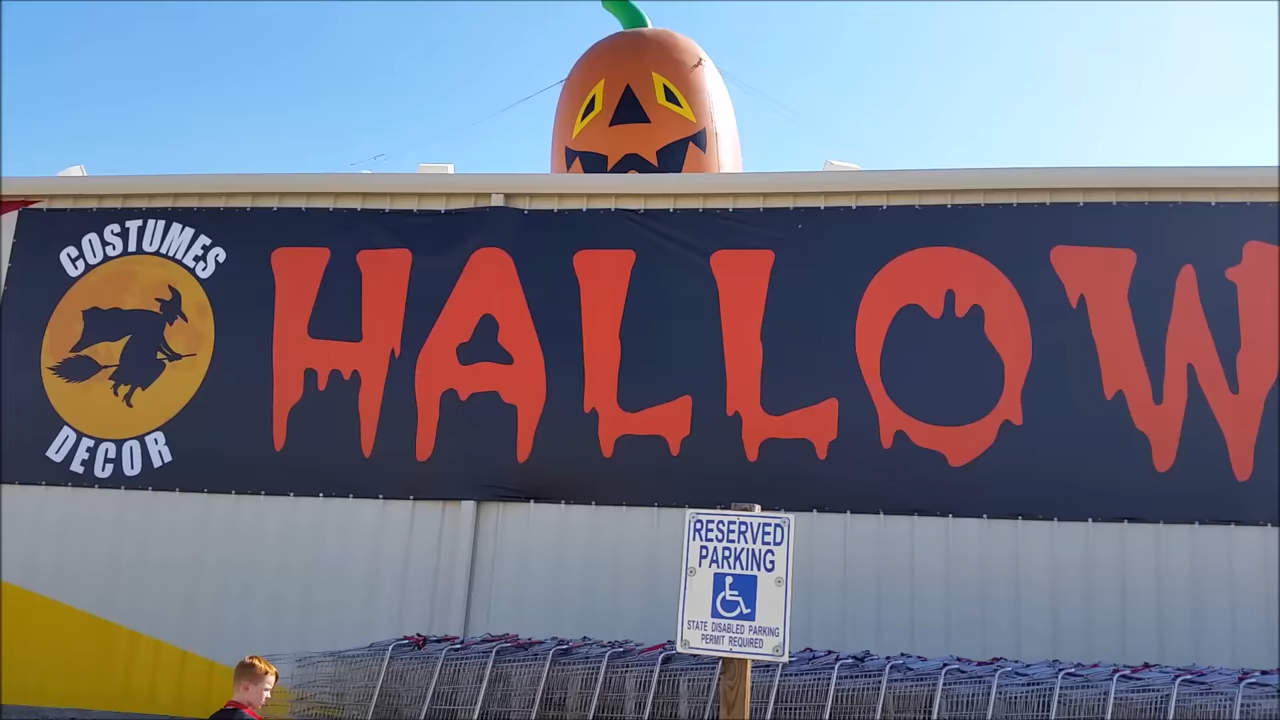 COSTUMES
DECOR
HALLOW
RESERVED
PARKING
STATE DISABLED PARKING
PERMIT REQUIRED